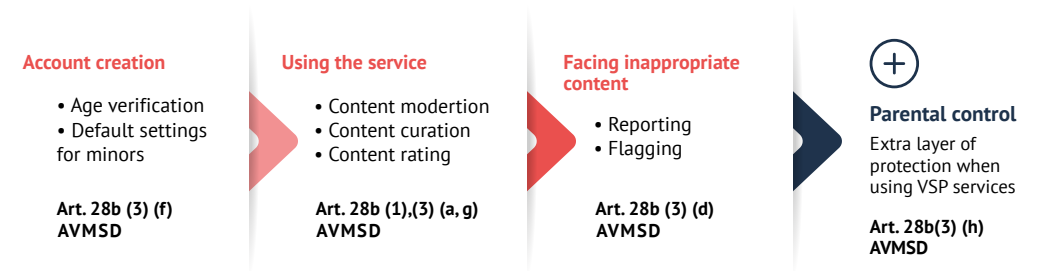 Account creation
• Age verification
• Default settings
for minors
Art. 28b (3) (f)
AVMSD
Using the service
• Content modertion
• Content curation
• Content rating
Art. 28b (1),(3) (a, g)
AVMSD
Facing inappropriate
content
• Reporting
• Flagging
Art. 28b (3) (d)
AVMSD
Parental control
Extra layer of
protection when
using VSP services
Art. 28b(3) (h)
AVMSD